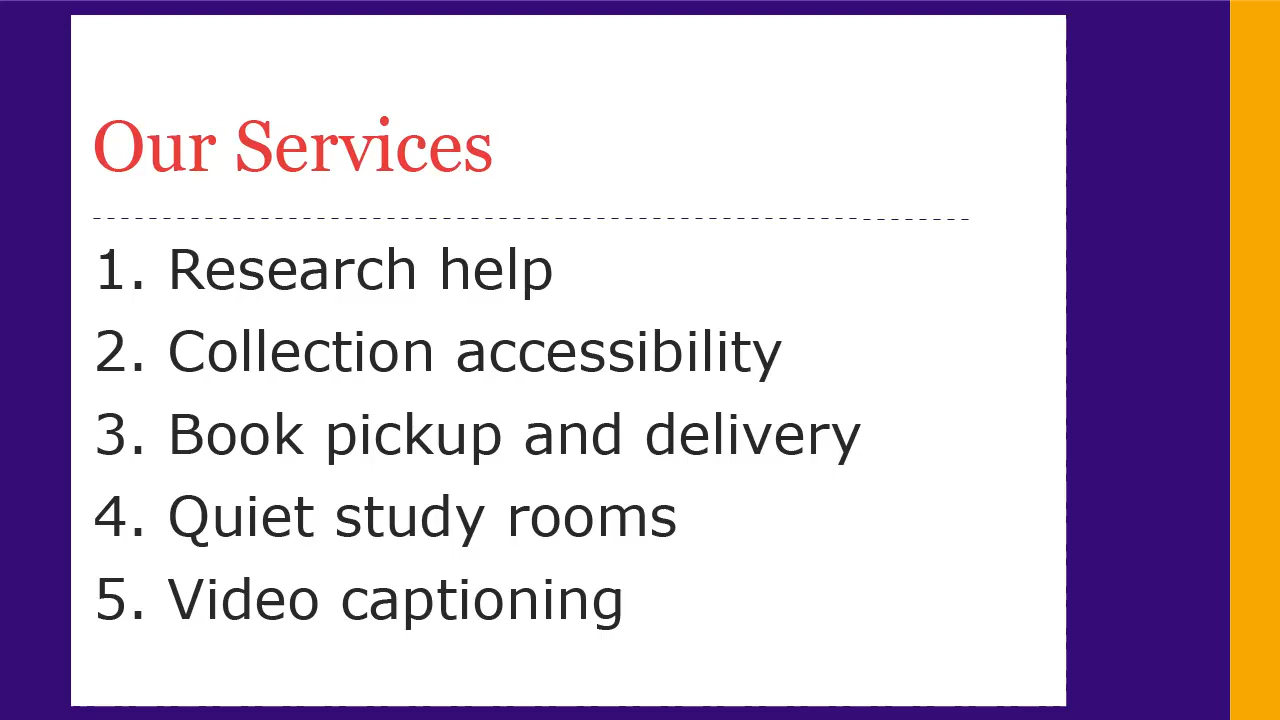 Our Services
1. Research help
2. Collection accessibility
3. Book pickup and delivery
4. Quiet study rooms
5. Video captioning